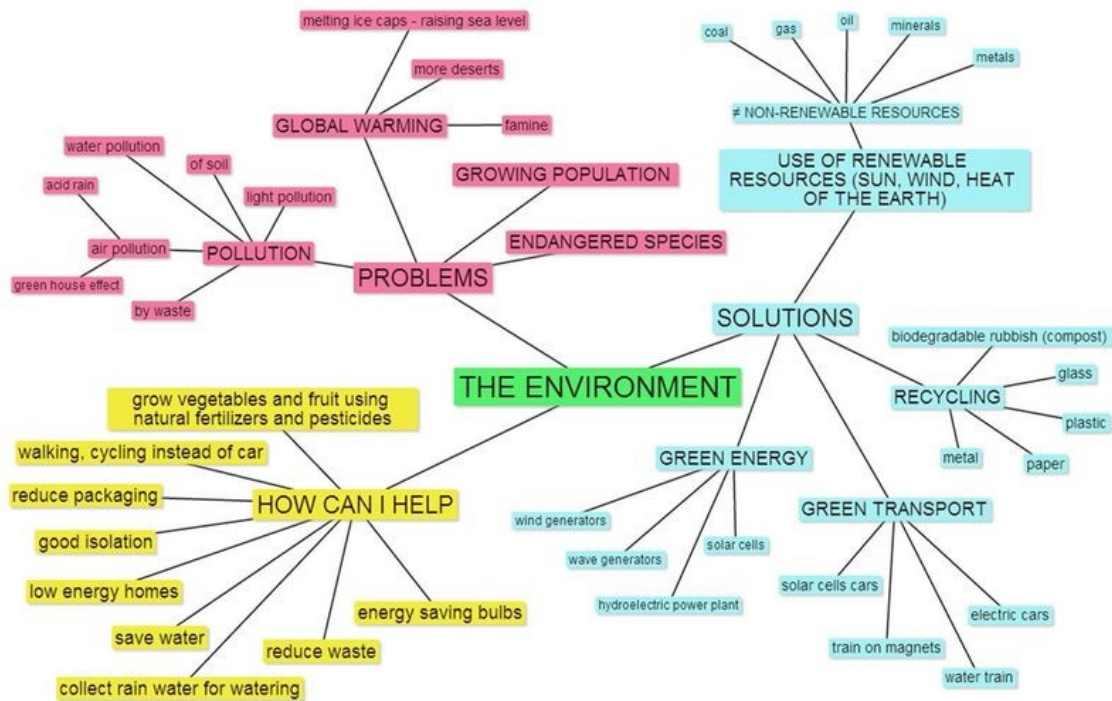 melting ice caps - raising sea level
more deserts
GLOBAL WARMING
famine
water pollution
of soil
acid rain
light pollution
air pollution
POLLUTION
green house effect
by waste
GROWING POPULATION
ENDANGERED SPECIES
PROBLEMS
coal
gas
oil
minerals
metals
≠ NON-RENEWABLE RESOURCES
USE OF RENEWABLE
RESOURCES (SUN, WIND, HEAT
OF THE EARTH)
SOLUTIONS
biodegradable rubbish (compost)
glass
RECYCLING
plastic
metal
paper
THE ENVIRONMENT
grow vegetables and fruit using
natural fertilizers and pesticides
walking, cycling instead of car
reduce packaging
HOW CAN I HELP
good isolation
low energy homes
energy saving bulbs
save water
reduce waste
collect rain water for watering
GREEN ENERGY
wind generators
wave generators
solar cells
hydroelectric power plant
GREEN TRANSPORT
solar cells cars
electric cars
train on magnets
water train